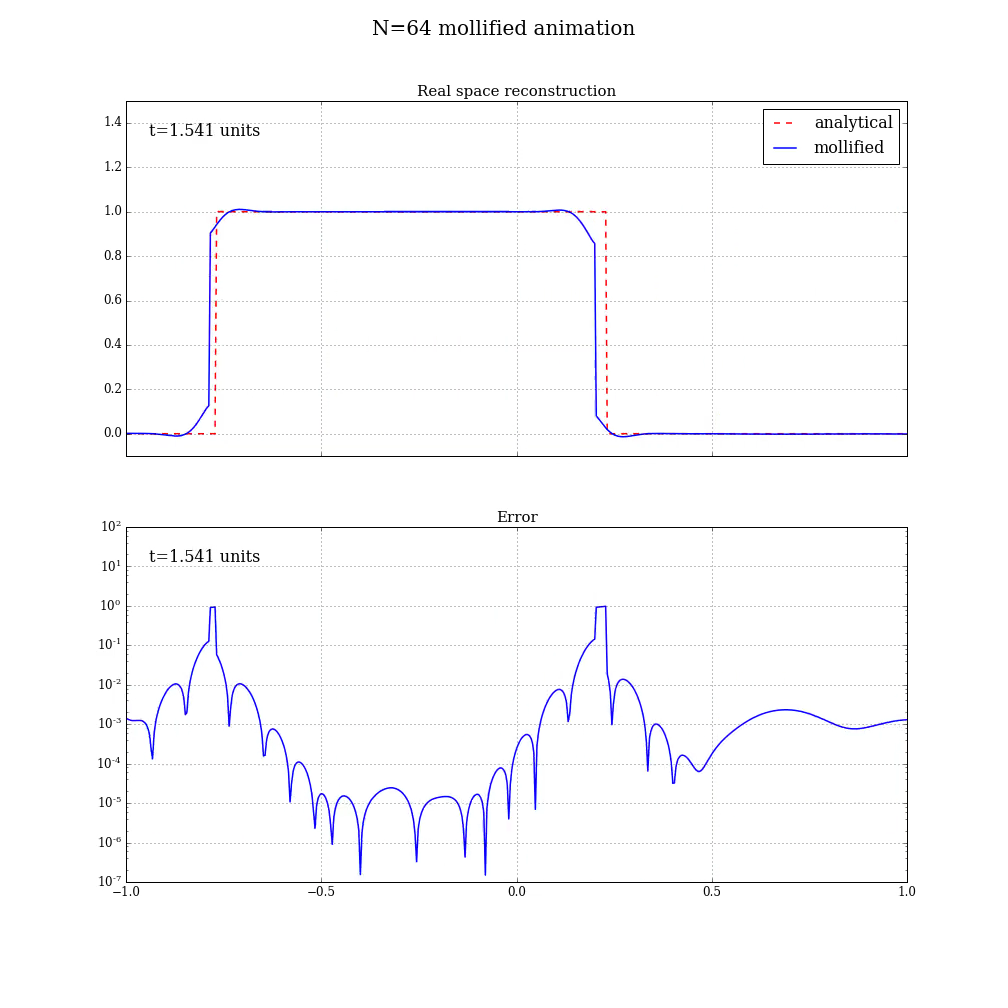 N=64 mollified animation
Real space reconstruction
t=1.541 units
analytical
mollified
1.4
1.2
1.0
0.8
0.6
0.4
0.2
0.0
Error
t=1.541 units
10²
10¹
10⁰
10⁻¹
10⁻²
10⁻³
10⁻⁴
10⁻⁵
10⁻⁶
10⁻⁷
−1.0 −0.5 0.0 0.5 1.0